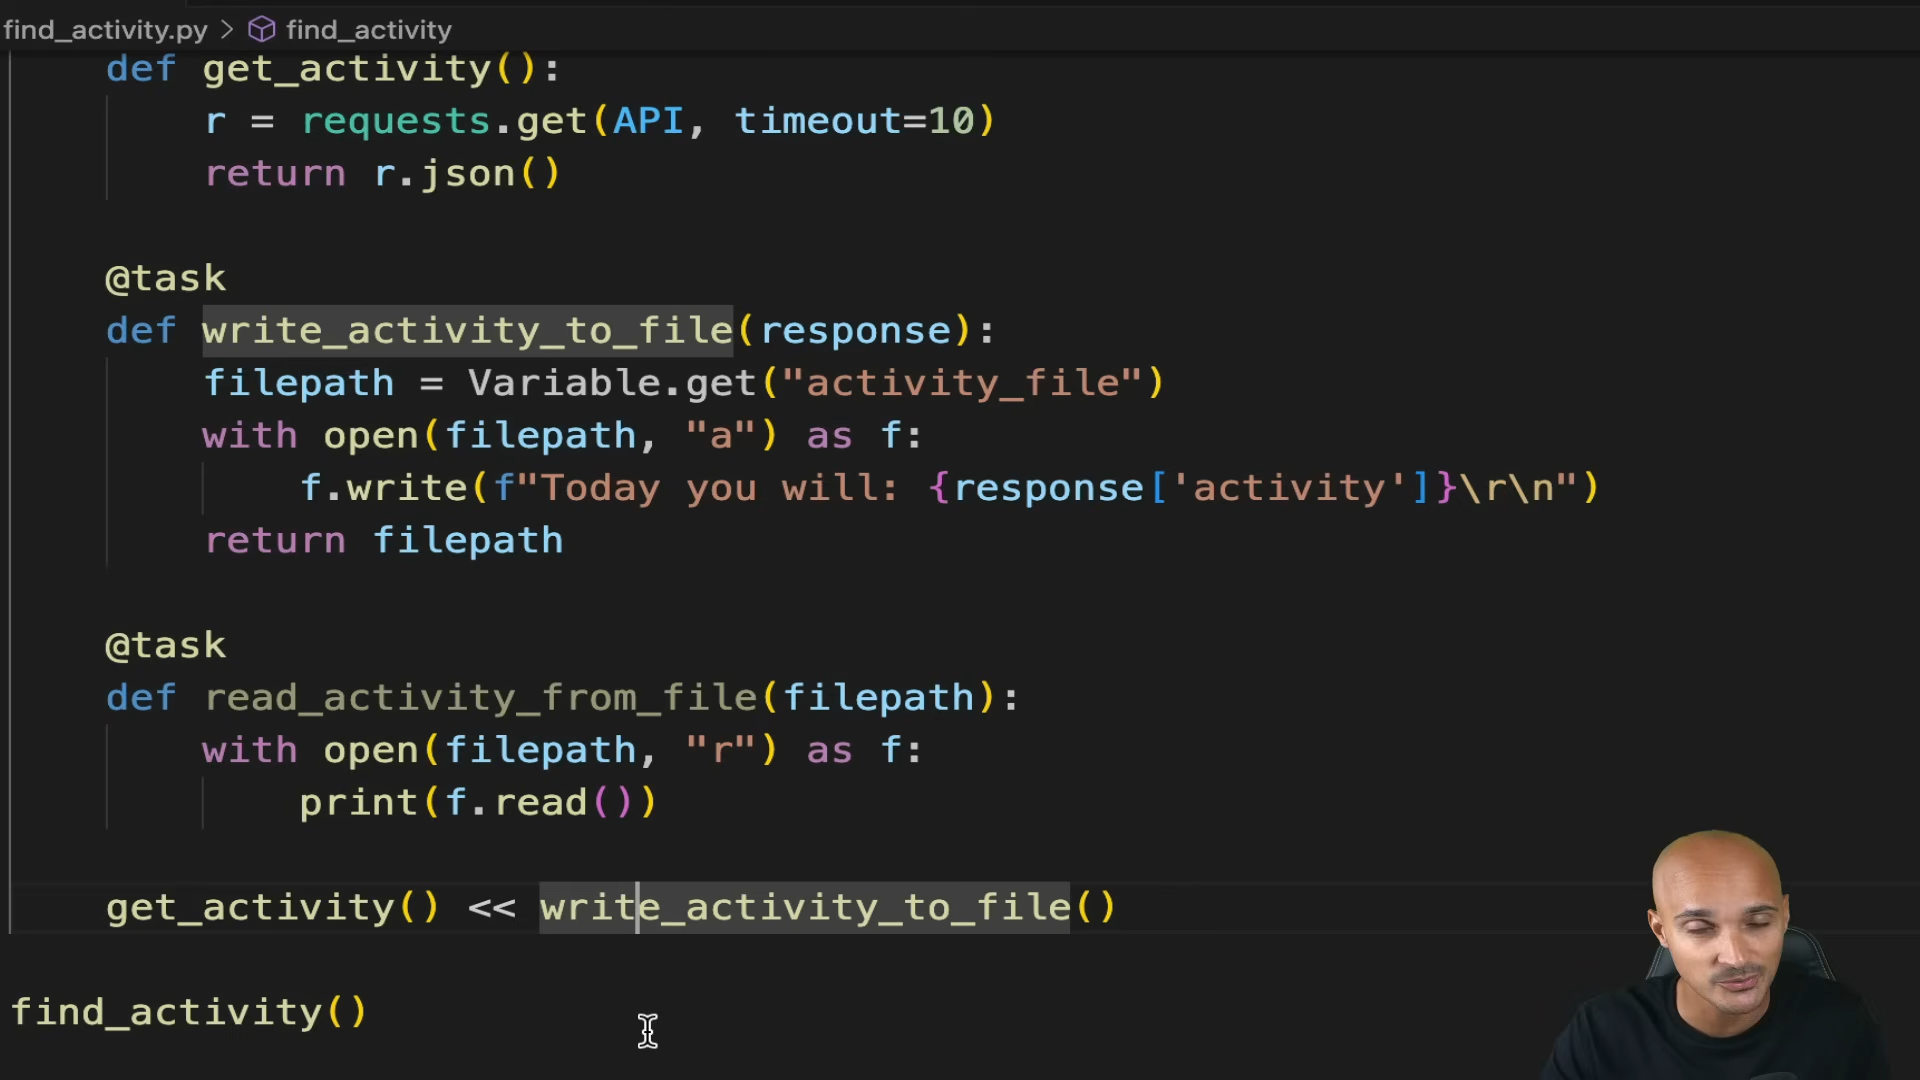 find_activity.py > find_activity
def get_activity():
r = requests.get(API, timeout=10)
return r.json()
@task
def write_activity_to_file(response):
filepath = Variable.get("activity_file")
with open(filepath, "a") as f:
f.write(f"Today you will: {response['activity']}\r\n")
return filepath
@task
def read_activity_from_file(filepath):
with open(filepath, "r") as f:
print(f.read())
get_activity() << write_activity_to_file()
find_activity()